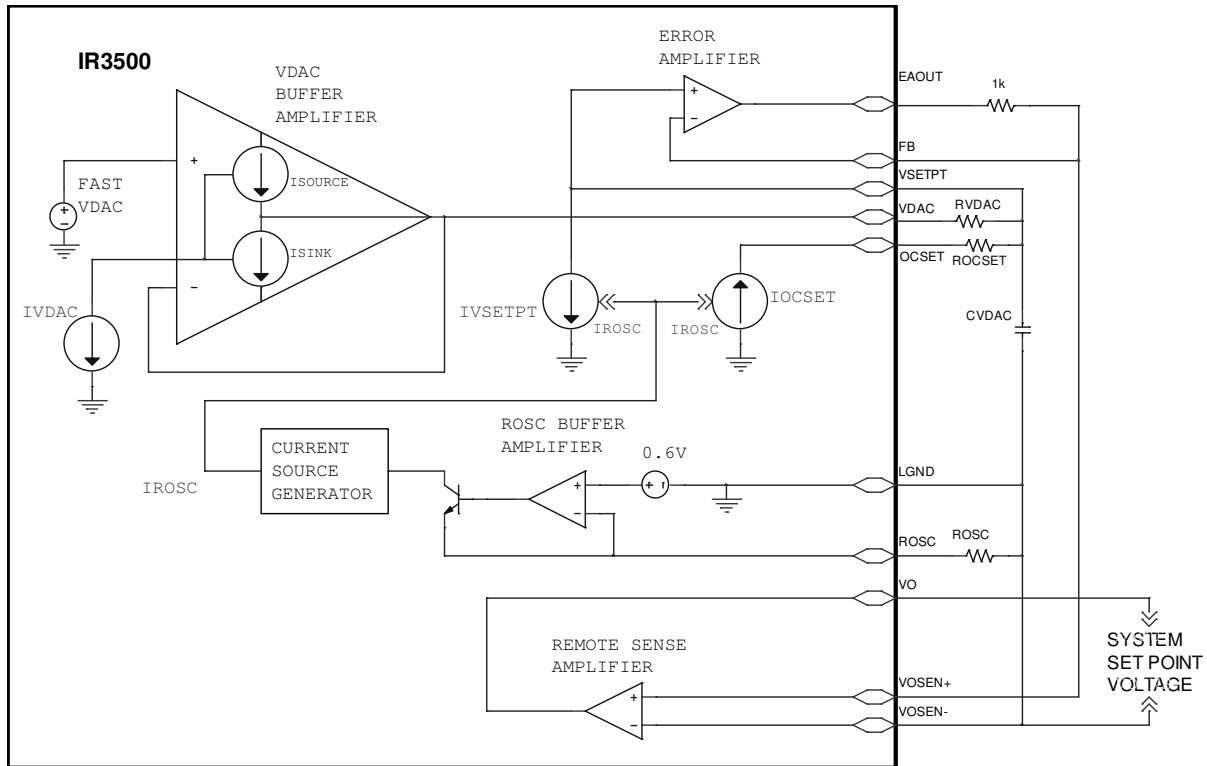 IR3500
VDAC
BUFFER
AMPLIFIER
ERROR
AMPLIFIER
EAOUT
1k
+
-
FB
+
ISOURCE
VSETPT
FAST
VDAC
+
-
VDAC
RVDAC
ISINK
OCSET
ROCSET
-
IVDAC
IVSETPT
IROSC
IROSC
IOCSET
CVDAC
ROSC BUFFER
AMPLIFIER
0.6V
CURRENT
SOURCE
GENERATOR
IROSC
+
-
+
LGND
ROSC
ROSC
VO
REMOTE SENSE
AMPLIFIER
SYSTEM
SET POINT
VOLTAGE
+
-
VOSEN+
VOSEN-